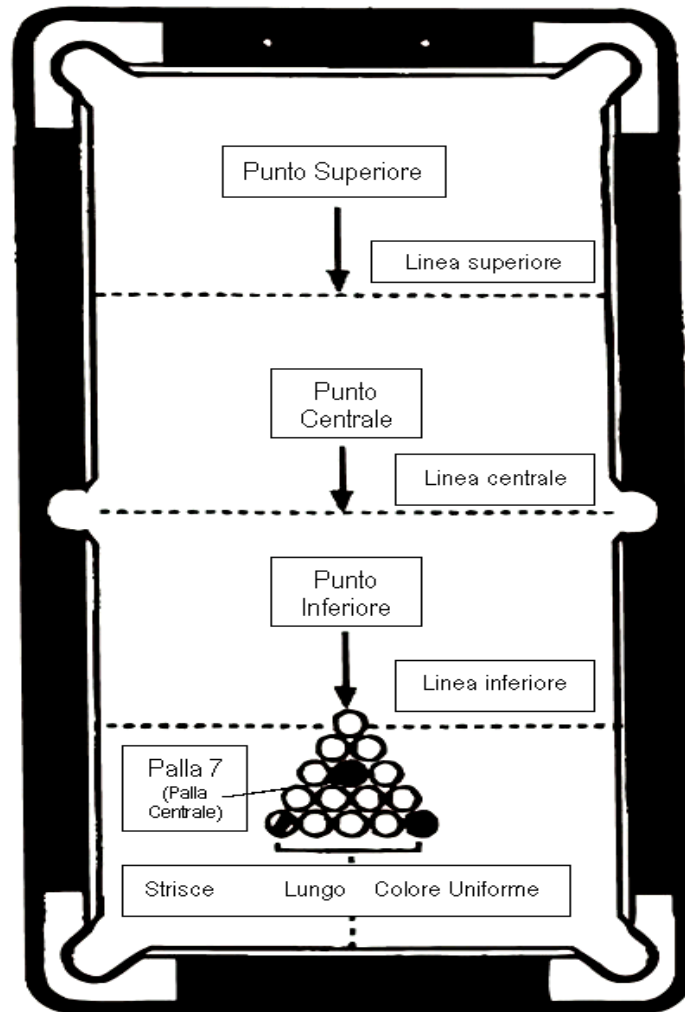 Punto Superiore
Linea superiore
Punto
Centrale
Linea centrale
Punto
Inferiore
Linea inferiore
Palla 7
(Palla
Centrale)
Strisce Lungo Colore Uniforme